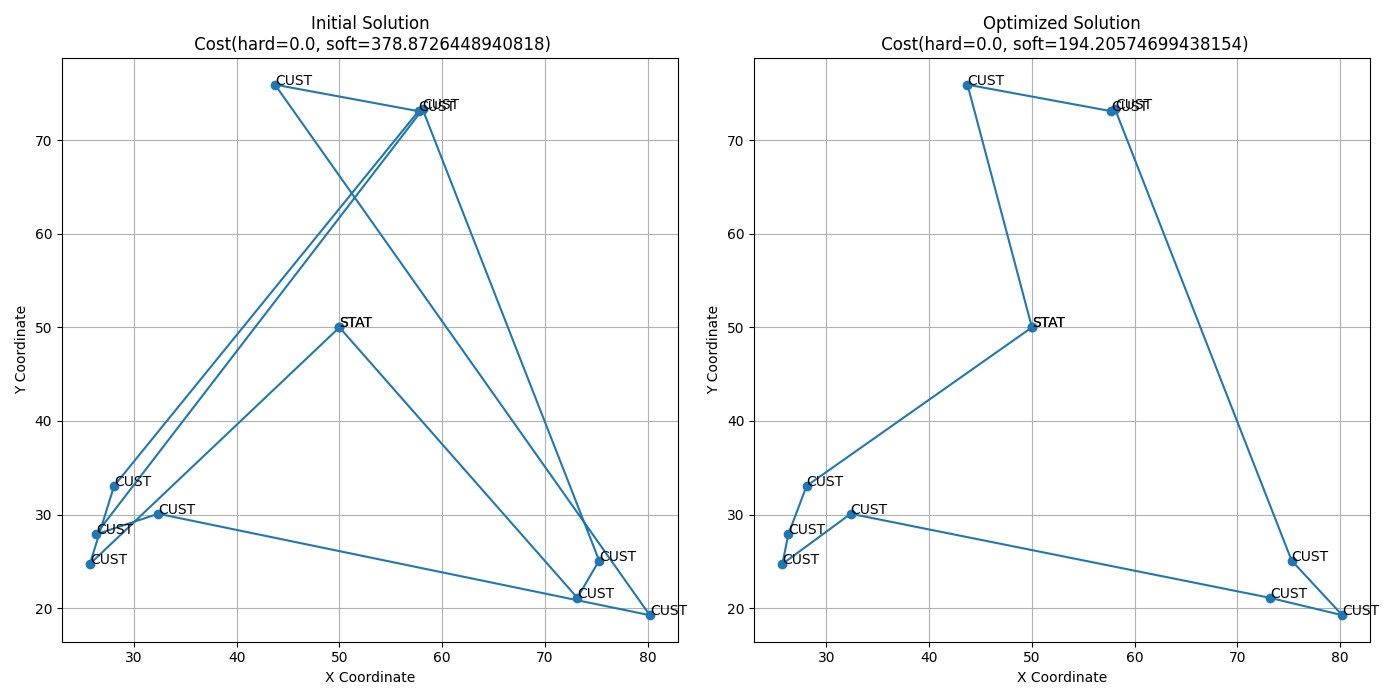 Initial Solution
Cost(hard=0.0, soft=378.8726448940818)
CUST
CUST
CUST
STAT
CUST
CUST
CUST
CUST
CUST
CUST
CUST
70
60
50
40
30
20
30
40
50
60
70
80
Y Coordinate
X Coordinate
Optimized Solution
Cost(hard=0.0, soft=194.20574699438154)
CUST
CUST
CUST
STAT
CUST
CUST
CUST
CUST
CUST
CUST
CUST
70
60
50
40
30
20
30
40
50
60
70
80
Y Coordinate
X Coordinate